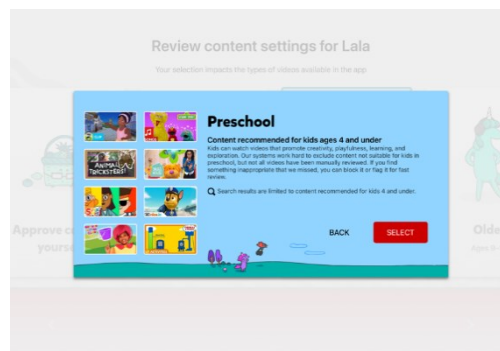 Review content settings for Lala
Your selection impacts the types of videos available in the app
Preschool
Content recommended for kids ages 4 and under
Kids can watch videos that promote creativity, playfulness, learning, and
exploration. Our systems work hard to exclude content not suitable for kids in
preschool, but not all videos have been manually reviewed. If you find
something inappropriate that we missed, you can block it or flag it for fast
review.
Search results are limited to content recommended for kids 4 and under.
ANIMAL
TRICKSTERS!
BACK
SELECT
Approve
yours
Olde
Ages